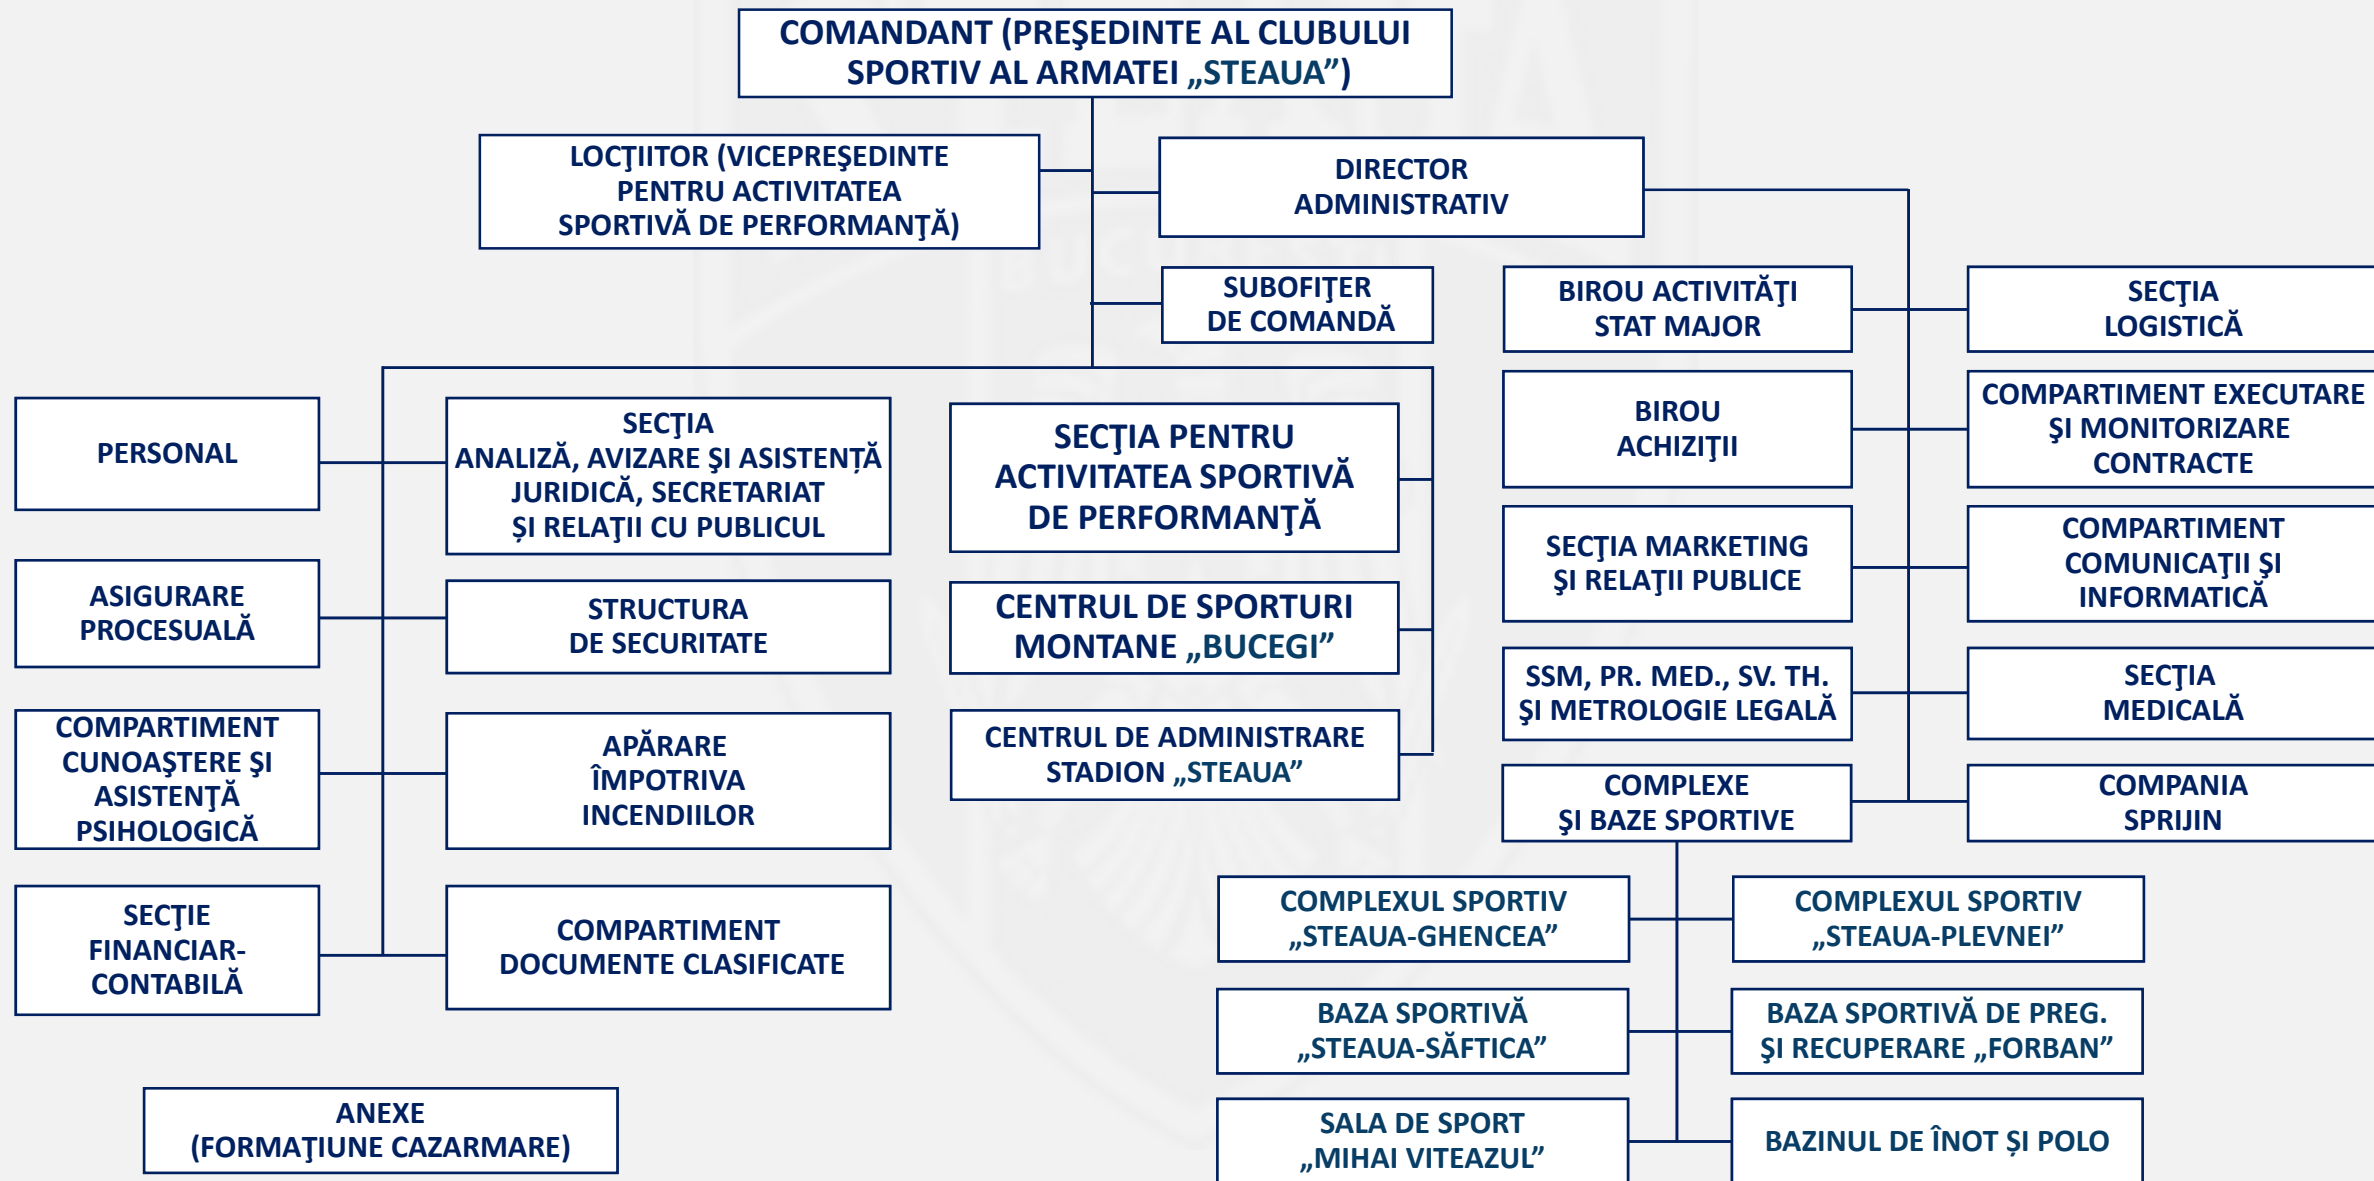 COMANDANT (PREŞEDINTE AL CLUBULUI
SPORTIV AL ARMATEI „STEAUA”)
LOCŢIITOR (VICEPREŞEDINTE
PENTRU ACTIVITATEA
SPORTIVĂ DE PERFORMANŢĂ)
DIRECTOR
ADMINISTRATIV
SUBOFIŢER
DE COMANDĂ
BIROU ACTIVITĂŢI
STAT MAJOR
SECŢIA
LOGISTICĂ
PERSONAL
SECŢIA
ANALIZĂ, AVIZARE ŞI ASISTENȚĂ
JURIDICĂ, SECRETARIAT
ȘI RELAŢII CU PUBLICUL
SECŢIA PENTRU
ACTIVITATEA SPORTIVĂ
DE PERFORMANŢĂ
BIROU
ACHIZIŢII
COMPARTIMENT EXECUTARE
ŞI MONITORIZARE
CONTRACTE
ASIGURARE
PROCESUALĂ
STRUCTURA
DE SECURITATE
CENTRUL DE SPORTURI
MONTANE „BUCEGI”
SECŢIA MARKETING
ŞI RELAŢII PUBLICE
COMPARTIMENT
COMUNICAŢII ŞI
INFORMATICĂ
COMPARTIMENT
CUNOAŞTERE ŞI
ASISTENŢĂ
PSIHOLOGICĂ
APĂRARE
ÎMPOTRIVA
INCENDIILOR
CENTRUL DE ADMINISTRARE
STADION „STEAUA”
SSM, PR. MED., SV. TH.
ŞI METROLOGIE LEGALĂ
SECŢIA
MEDICALĂ
COMPLEXE
ŞI BAZE SPORTIVE
COMPANIA
SPRIJIN
SECŢIE
FINANCIAR-
CONTABILĂ
COMPARTIMENT
DOCUMENTE CLASIFICATE
COMPLEXUL SPORTIV
„STEAUA-GHENCEA”
COMPLEXUL SPORTIV
„STEAUA-PLEVNEI”
BAZA SPORTIVĂ
„STEAUA-SĂFTICA”
BAZA SPORTIVĂ DE PREG.
ŞI RECUPERARE „FORBAN”
ANEXE
(FORMAŢIUNE CAZARMARE)
SALA DE SPORT
„MIHAI VITEAZUL”
BAZINUL DE ÎNOT ȘI POLO